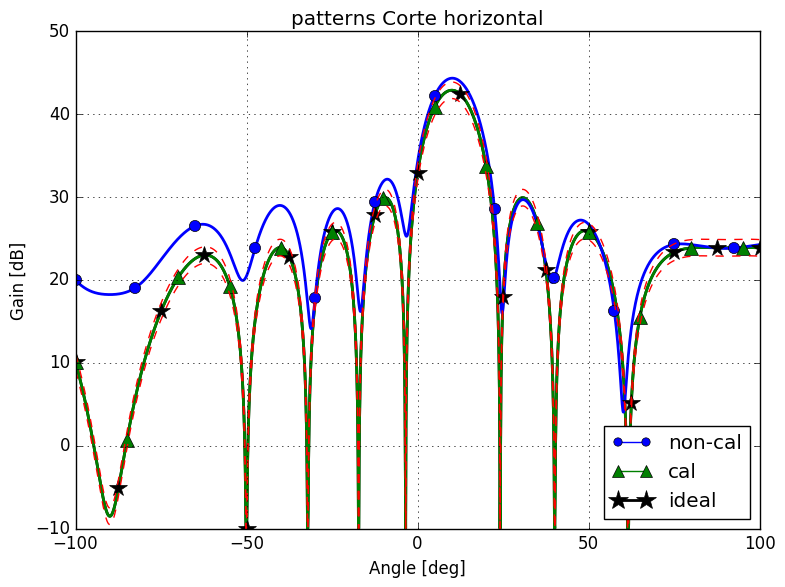 patterns Corte horizontal
50
40
30
20
10
0
−10
Gain [dB]
−100
−50
0
50
100
Angle [deg]
non-cal
cal
ideal